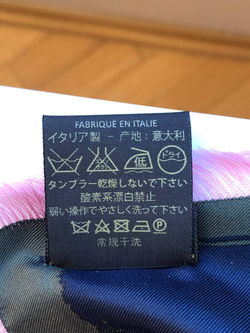 FABRIQUÉ EN ITALIE
イタリア製 - 产地:意大利
低 ドライ
タンブラー乾燥しないで下さい
酸素系漂白禁止
弱い操作でやさしく洗って下さい
P
常规干洗